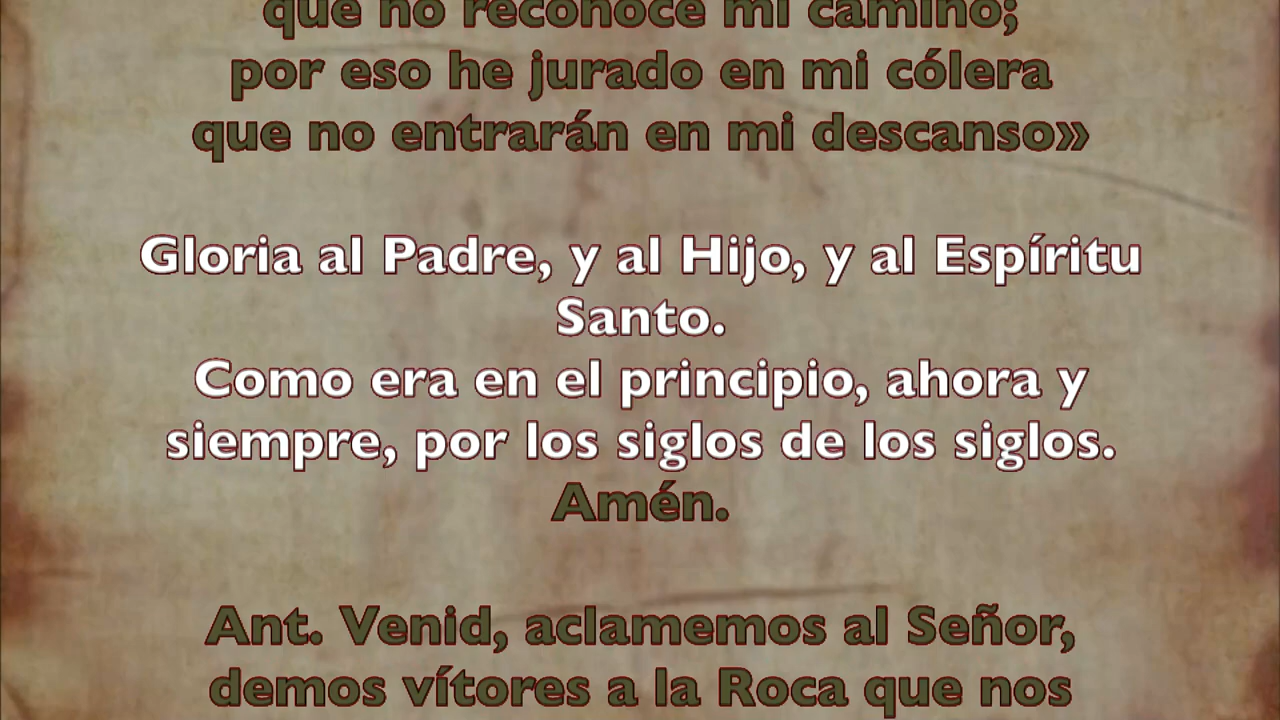 que no reconoce mi camino;
por eso he jurado en mi cólera
que no entrarán en mi descanso»
Gloria al Padre, y al Hijo, y al Espíritu
Santo.
Como era en el principio, ahora y
siempre, por los siglos de los siglos.
Amén.
Ant. Venid, aclamemos al Señor,
demos vítores a la Roca que nos